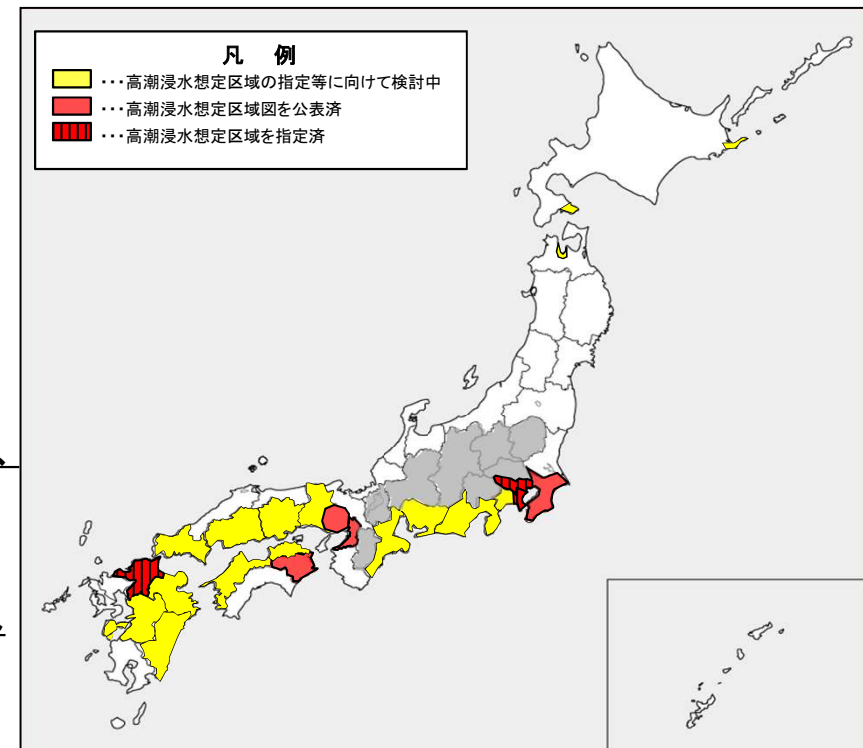 凡 例
･･･高潮浸水想定区域の指定等に向けて検討中
･･･高潮浸水想定区域図を公表済
･･･高潮浸水想定区域を指定済